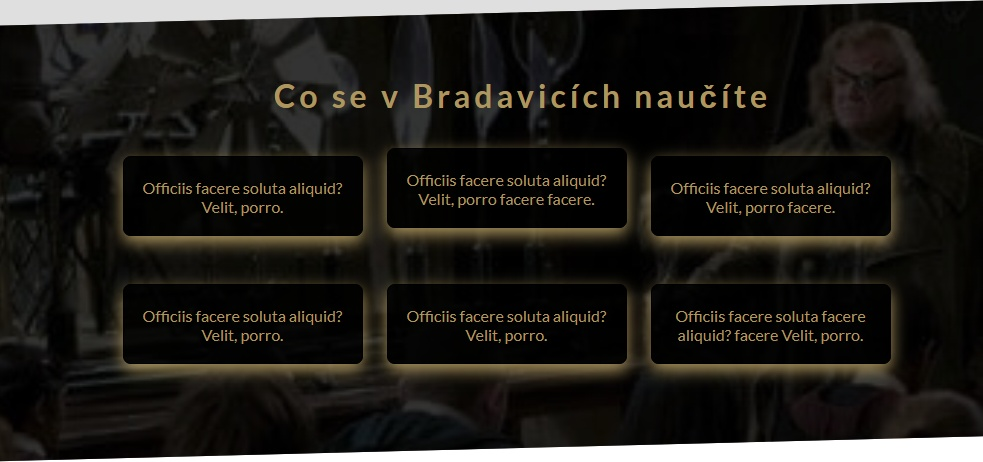 Co se v Bradavicích naučíte
Officiis facere soluta aliquid?
Velit, porro.
Officiis facere soluta aliquid?
Velit, porro facere facere.
Officiis facere soluta aliquid?
Velit, porro facere.
Officiis facere soluta aliquid?
Velit, porro.
Officiis facere soluta aliquid?
Velit, porro.
Officiis facere soluta facere
aliquid? facere Velit, porro.